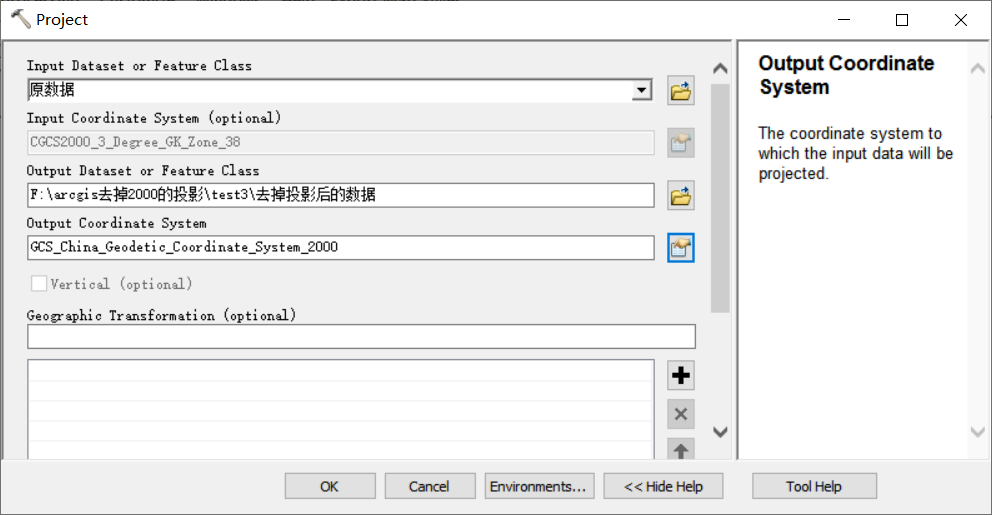 Project
Input Dataset or Feature Class
原数据
Input Coordinate System (optional)
CGCS2000_3_Degree_GK_Zone_38
Output Dataset or Feature Class
F:\arcgis去掉2000的投影\test3\去掉投影后的数据
Output Coordinate System
GCS_China_Geodetic_Coordinate_System_2000
Vertical (optional)
Geographic Transformation (optional)
Output Coordinate
System
The coordinate system to
which the input data will be
projected.
OK
Cancel
Environments...
<< Hide Help
Tool Help